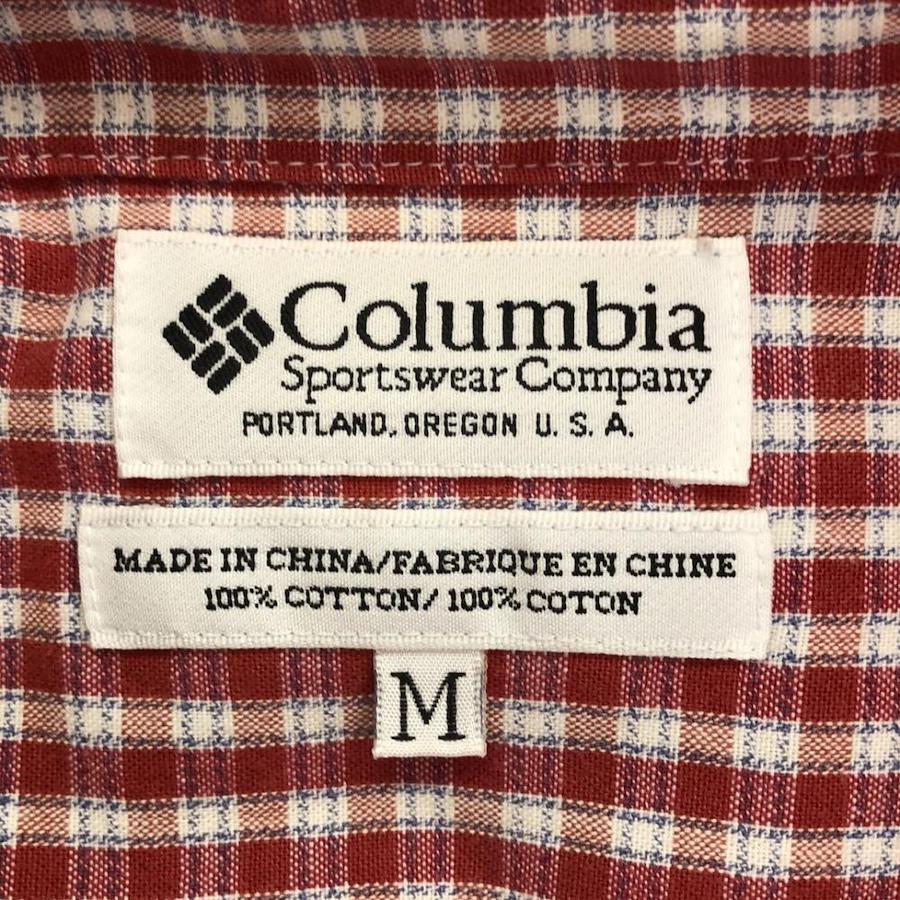 Columbia
Sportswear Company
PORTLAND, OREGON U. S. A.
MADE IN CHINA/FABRIQUE EN CHINE
100% COTTON/ 100% COTON
M